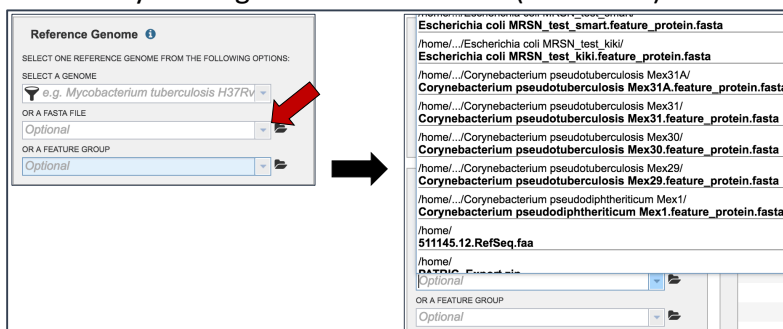 Reference Genome
SELECT ONE REFERENCE GENOME FROM THE FOLLOWING OPTIONS:
SELECT A GENOME
e.g. Mycobacterium tuberculosis H37Rv
OR A FASTA FILE
Optional
OR A FEATURE GROUP
Optional
Escherichia coli MRSN_test_smart.feature_protein.fasta
/home/.../Escherichia coli MRSN_test_kiki/
Escherichia coli MRSN_test_kiki.feature_protein.fasta
/home/.../Corynebacterium pseudotuberculosis Mex31A/
Corynebacterium pseudotuberculosis Mex31A.feature_protein.fasta
/home/.../Corynebacterium pseudotuberculosis Mex31/
Corynebacterium pseudotuberculosis Mex31.feature_protein.fasta
/home/.../Corynebacterium pseudotuberculosis Mex30/
Corynebacterium pseudotuberculosis Mex30.feature_protein.fasta
/home/.../Corynebacterium pseudotuberculosis Mex29/
Corynebacterium pseudotuberculosis Mex29.feature_protein.fasta
/home/.../Corynebacterium pseudodiphtheriticum Mex1/
Corynebacterium pseudodiphtheriticum Mex1.feature_protein.fasta
/home/
511145.12.RefSeq.faa
/home/
Optional
OR A FEATURE GROUP
Optional